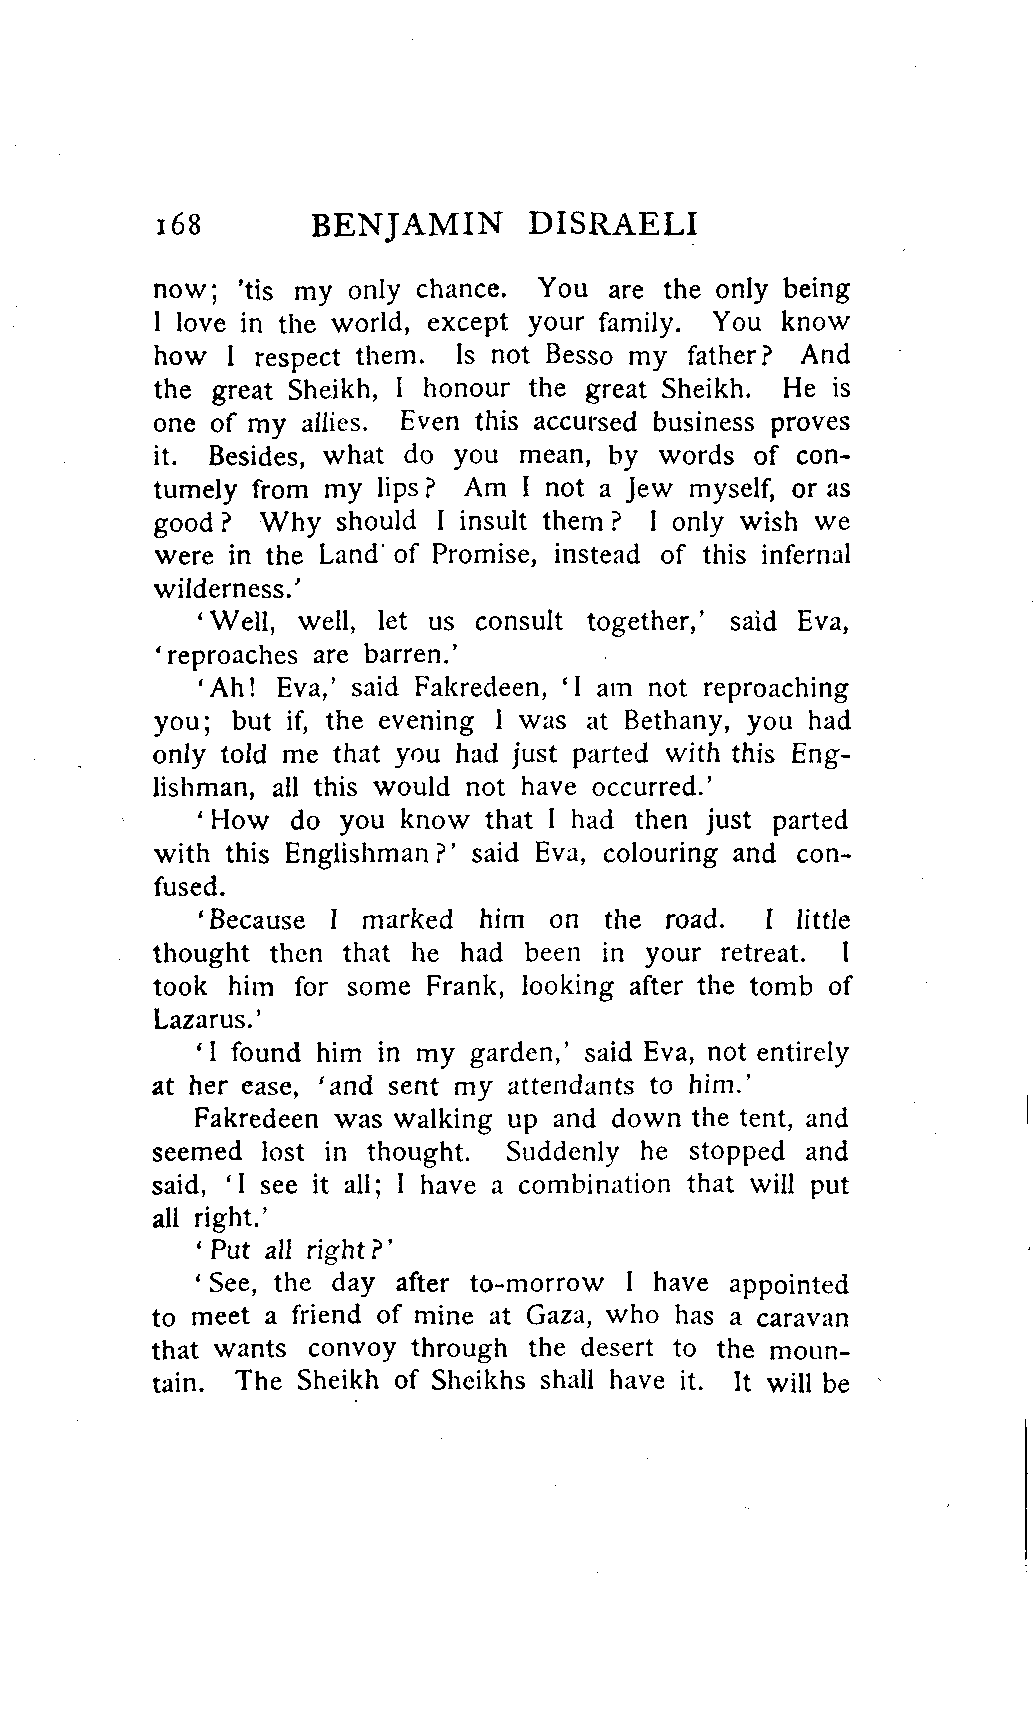 168 BENJAMIN DISRAELI
now; 'tis my only chance. You are the only being
I love in the world, except your family. You know
how I respect them. Is not Besso my father? And
the great Sheikh, I honour the great Sheikh. He is
one of my allies. Even this accursed business proves
it. Besides, what do you mean, by words of con-
tumely from my lips? Am I not a Jew myself, or as
good? Why should I insult them? I only wish we
were in the Land of Promise, instead of this infernal
wilderness.'
'Well, well, let us consult together,' said Eva,
'reproaches are barren.'
'Ah! Eva,' said Fakredeen, 'I am not reproaching
you; but if, the evening I was at Bethany, you had
only told me that you had just parted with this Eng-
lishman, all this would not have occurred.'
'How do you know that I had then just parted
with this Englishman?' said Eva, colouring and con-
fused.
'Because I marked him on the road. I little
thought then that he had been in your retreat. I
took him for some Frank, looking after the tomb of
Lazarus.'
'I found him in my garden,' said Eva, not entirely
at her ease, 'and sent my attendants to him.'
Fakredeen was walking up and down the tent, and
seemed lost in thought. Suddenly he stopped and
said, 'I see it all; I have a combination that will put
all right.'
'Put all right?'
'See, the day after to-morrow I have appointed
to meet a friend of mine at Gaza, who has a caravan
that wants convoy through the desert to the moun-
tain. The Sheikh of Sheikhs shall have it. It will be